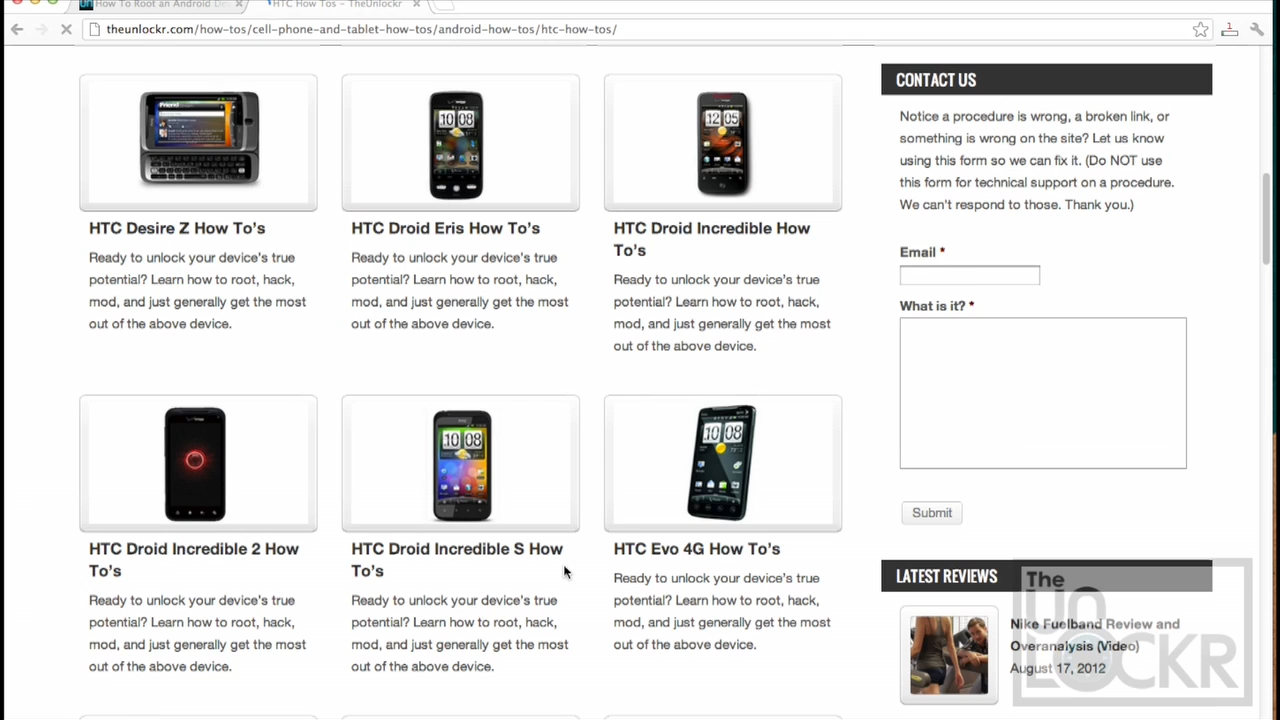 How To Root an Android De
HTC How Tos – TheUnlockr
theunlockr.com/how-tos/cell-phone-and-tablet-how-tos/android-how-tos/htc-how-tos/
1
HTC Desire Z How To's
Ready to unlock your device's true
potential? Learn how to root, hack,
mod, and just generally get the most
out of the above device.
HTC Droid Eris How To's
Ready to unlock your device's true
potential? Learn how to root, hack,
mod, and just generally get the most
out of the above device.
HTC Droid Incredible How
To's
Ready to unlock your device's true
potential? Learn how to root, hack,
mod, and just generally get the most
out of the above device.
HTC Droid Incredible 2 How
To's
Ready to unlock your device's true
potential? Learn how to root, hack,
mod, and just generally get the most
out of the above device.
HTC Droid Incredible S How
To's
Ready to unlock your device's true
potential? Learn how to root, hack,
mod, and just generally get the most
out of the above device.
HTC Evo 4G How To's
Ready to unlock your device's true
potential? Learn how to root, hack,
mod, and just generally get the most
out of the above device.
CONTACT US
Notice a procedure is wrong, a broken link, or
something is wrong on the site? Let us know
using this form so we can fix it. (Do NOT use
this form for technical support on a procedure.
We can't respond to those. Thank you.)
Email *
What is it? *
Submit
LATEST REVIEWS
Nike Fuelband Review and
Overanalysis (Video)
August 17, 2012
The
Un
LOCKR